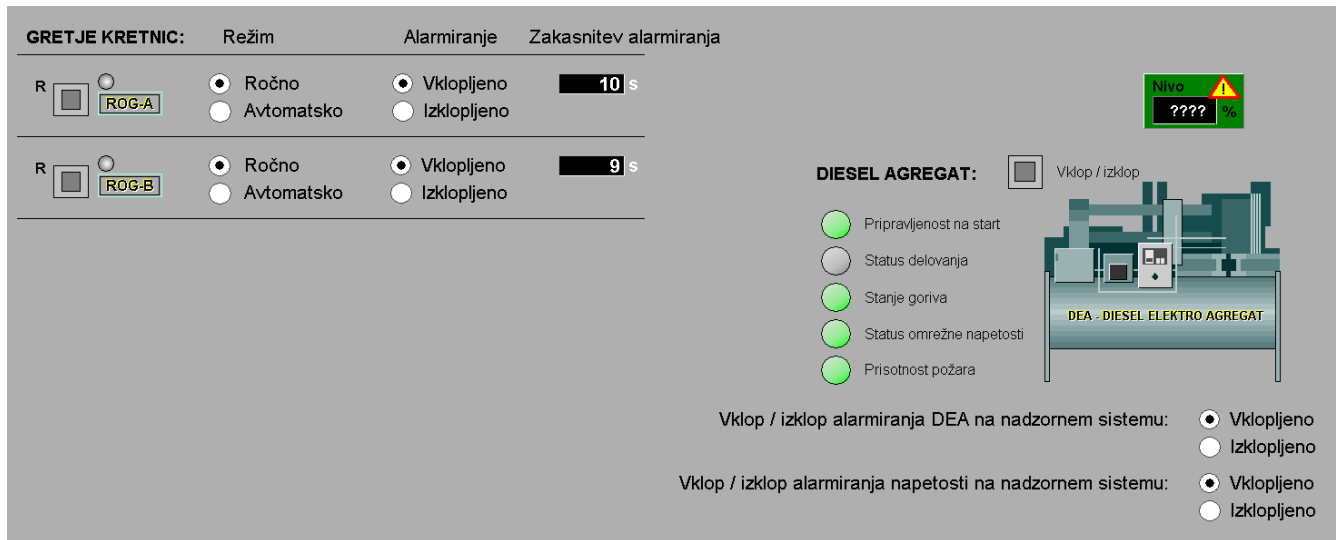 GRETJE KRETNIC: Režim Alarmiranje Zakasnitev alarmiranja
R ROG-A Ročno Vklopljeno 10 s
Avtomatsko Izklopljeno
R ROG-B Ročno Vklopljeno 9 s
Avtomatsko Izklopljeno
Nivo
???? %
DIESEL AGREGAT: Vklop / izklop
Pripravljenost na start
Status delovanja
Stanje goriva
Status omrežne napetosti
Prisotnost požara
DEA - DIESEL ELEKTRO AGREGAT
Vklop / izklop alarmiranja DEA na nadzornem sistemu: Vklopljeno
Izklopljeno
Vklop / izklop alarmiranja napetosti na nadzornem sistemu: Vklopljeno
Izklopljeno